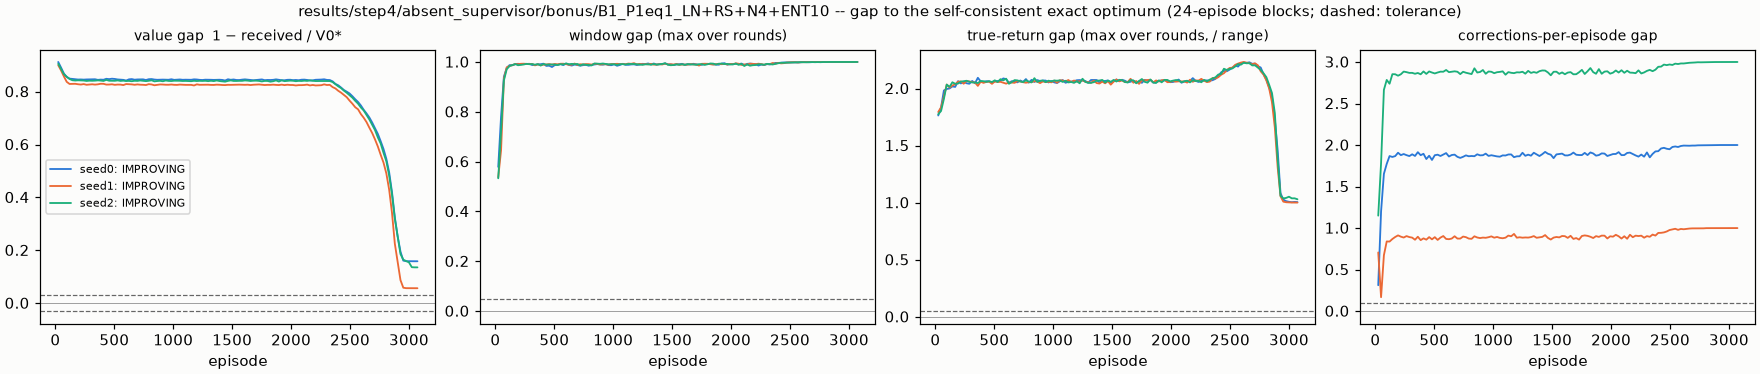 results/step4/absent_supervisor/bonus/B1_P1eq1_LN+RS+N4+ENT10 -- gap to the self-consistent exact optimum (24-episode blocks; dashed: tolerance)
value gap 1 − received / V0*
0.8
0.6
0.4
0.2
0.0
seed0: IMPROVING
seed1: IMPROVING
seed2: IMPROVING
0 500 1000 1500 2000 2500 3000
episode
window gap (max over rounds)
1.0
0.8
0.6
0.4
0.2
0.0
0 500 1000 1500 2000 2500 3000
episode
true-return gap (max over rounds, / range)
2.0
1.5
1.0
0.5
0.0
0 500 1000 1500 2000 2500 3000
episode
corrections-per-episode gap
3.0
2.5
2.0
1.5
1.0
0.5
0.0
0 500 1000 1500 2000 2500 3000
episode